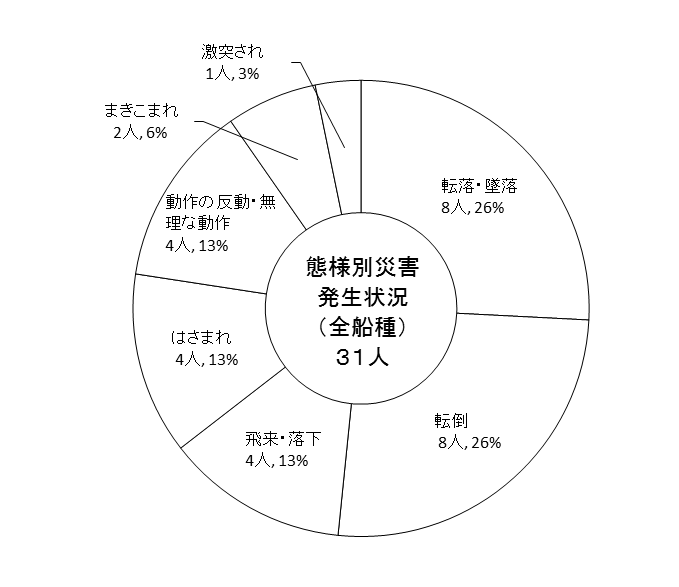 激突され
1人, 3%
まきこまれ
2人, 6%
転落・墜落
8人, 26%
動作の反動・無
理な動作
4人, 13%
態様別災害
発生状況
（全船種）
３１人
はさまれ
4人, 13%
転倒
8人, 26%
飛来・落下
4人, 13%